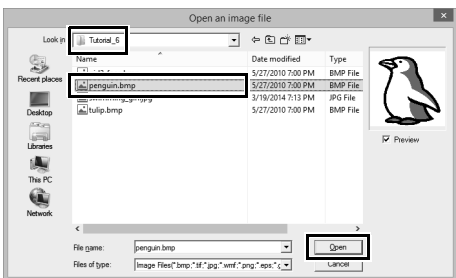 Open an image file
Look in Tutorial_6
Name Date modified Type
5/27/2010 7:00 PM BMP File
penguin.bmp 5/27/2010 7:00 PM BMP File
3/19/2014 7:13 PM JPG File
tulip.bmp 5/27/2010 7:00 PM BMP File
Recent places
Desktop
Libraries
This PC
Network
Preview
File name: penguin.bmp Open
Files of type: Image Files(*.bmp;*.tif;*.jpg;*.wmf;*.png;*.eps;*. Cancel